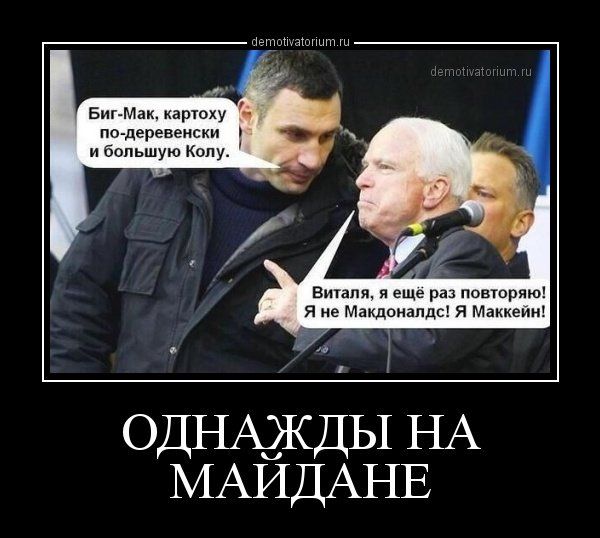 demotivatorium.ru
demotivatorium.ru
Биг-Мак, картоху
по-деревенски
и большую Колу.
Виталя, я ещё раз повторяю!
Я не Макдоналдс! Я Маккейн!
ОДНАЖДЫ НА
МАЙДАНЕ